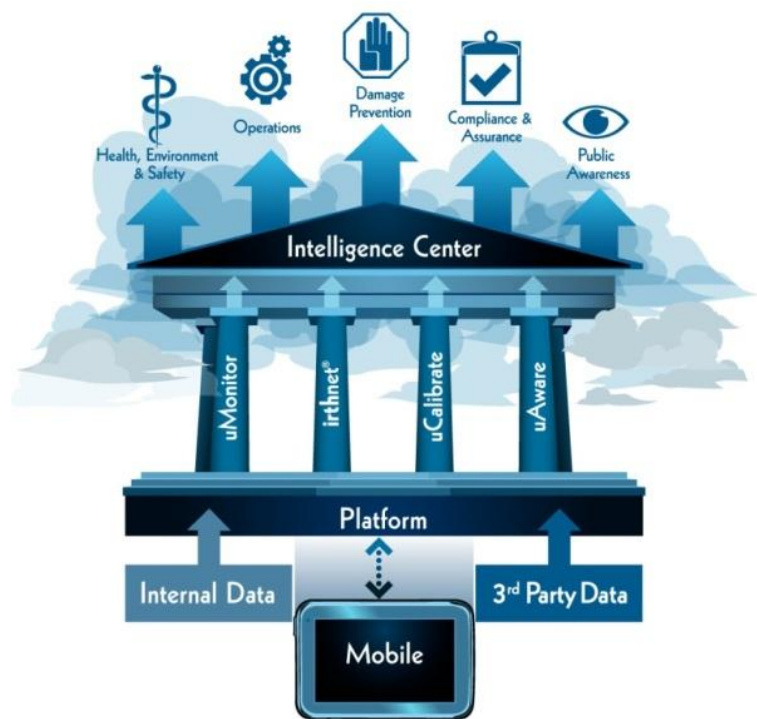 Damage
Prevention
Operations
Compliance &
Assurance
Health, Environment
& Safety
Public
Awareness
Intelligence Center
uMonitor
irthnet®
uCalibrate
uAware
Platform
Internal Data
3rd Party Data
Mobile